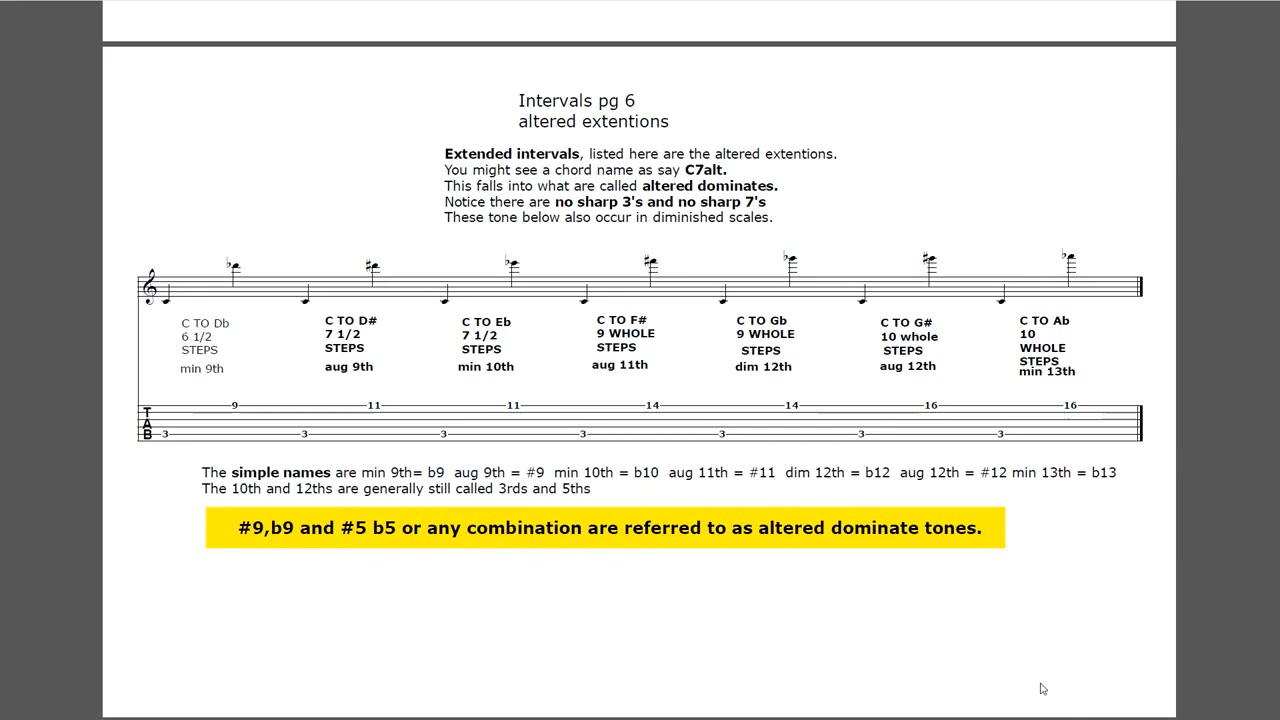 Intervals pg 6
altered extentions
Extended intervals, listed here are the altered extentions.
You might see a chord name as say C7alt.
This falls into what are called altered dominates.
Notice there are no sharp 3's and no sharp 7's
These tone below also occur in diminished scales.
C TO Db
6 1/2
STEPS
min 9th
C TO D#
7 1/2
STEPS
aug 9th
C TO Eb
7 1/2
STEPS
min 10th
C TO F#
9 WHOLE
STEPS
aug 11th
C TO Gb
9 WHOLE
STEPS
dim 12th
C TO G#
10 whole
STEPS
aug 12th
C TO Ab
10
WHOLE
STEPS
min 13th
T
A
B
9 11 11 14 14 16 16
3 3 3 3 3 3 3
The simple names are min 9th= b9 aug 9th = #9 min 10th = b10 aug 11th = #11 dim 12th = b12 aug 12th = #12 min 13th = b13
The 10th and 12ths are generally still called 3rds and 5ths
#9,b9 and #5 b5 or any combination are referred to as altered dominate tones.